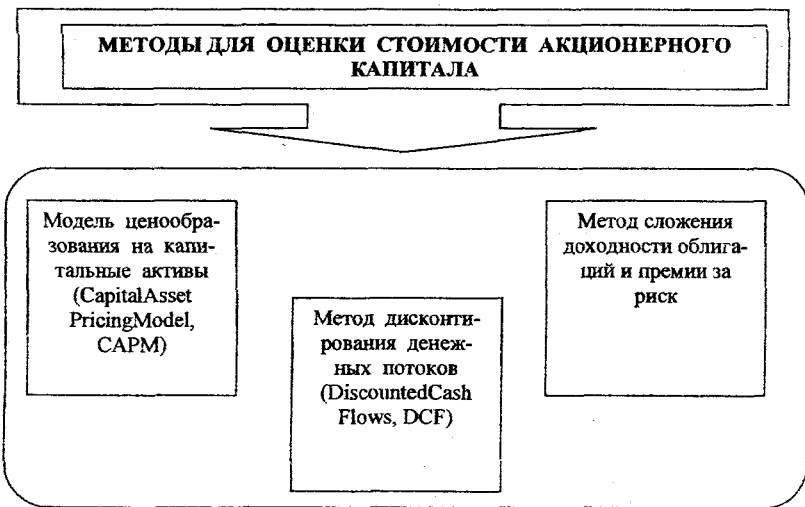 МЕТОДЫ ДЛЯ ОЦЕНКИ СТОИМОСТИ АКЦИОНЕРНОГО
КАПИТАЛА
Модель ценообра-
зования на капи-
тальные активы
(CapitalAsset
PricingModel,
CAPM)
Метод дисконти-
рования денеж-
ных потоков
(DiscountedCash
Flows, DCF)
Метод сложения
доходности облига-
ций и премии за
риск